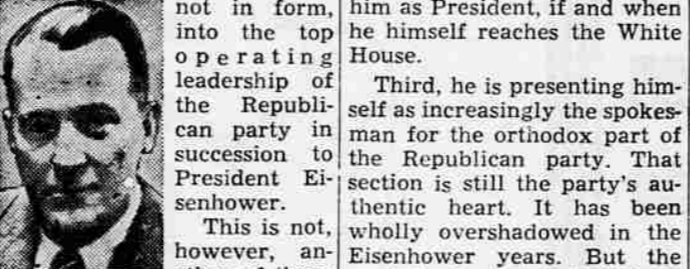 not in form,
into the top
operating
leadership of
the Republi-
can party in
succession to
President Ei-
senhower.
This is not,
however, an-
him as President, if and when
he himself reaches the White
House.
Third, he is presenting him-
self as increasingly the spokes-
man for the orthodox part of
the Republican party. That
section is still the party's au-
thentic heart. It has been
wholly overshadowed in the
Eisenhower years. But the